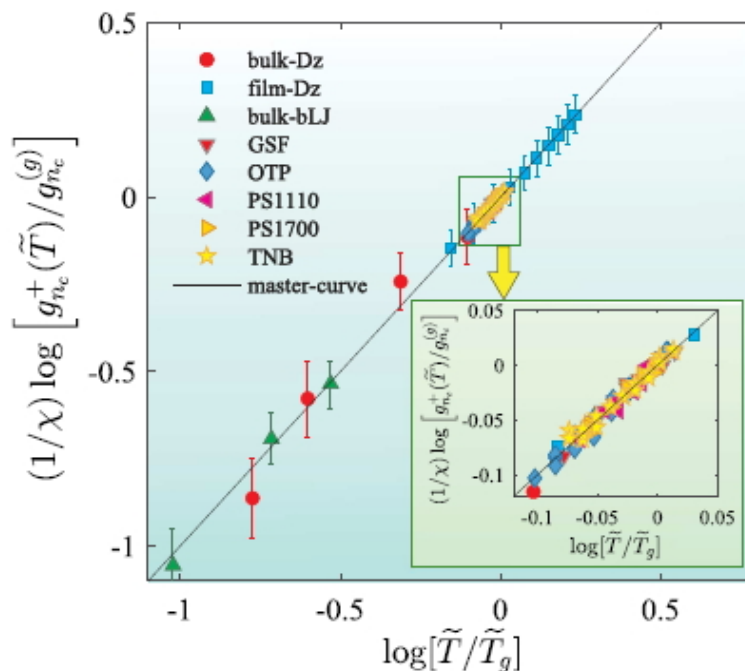 0.5
0
-0.5
-1
(1/χ) log [g⁺_{n_c}(T̃)/g^{(g)}_{n_c}]
bulk-Dz
film-Dz
bulk-bLJ
GSF
OTP
PS1110
PS1700
TNB
master-curve
0.05
0
-0.05
-0.1
(1/χ) log [g⁺_{n_c}(T̃)/g^{(g)}_{n_c}]
-0.1 -0.05 0 0.05
log[T̃/T̃_g]
-1 -0.5 0 0.5
log[T̃/T̃_g]